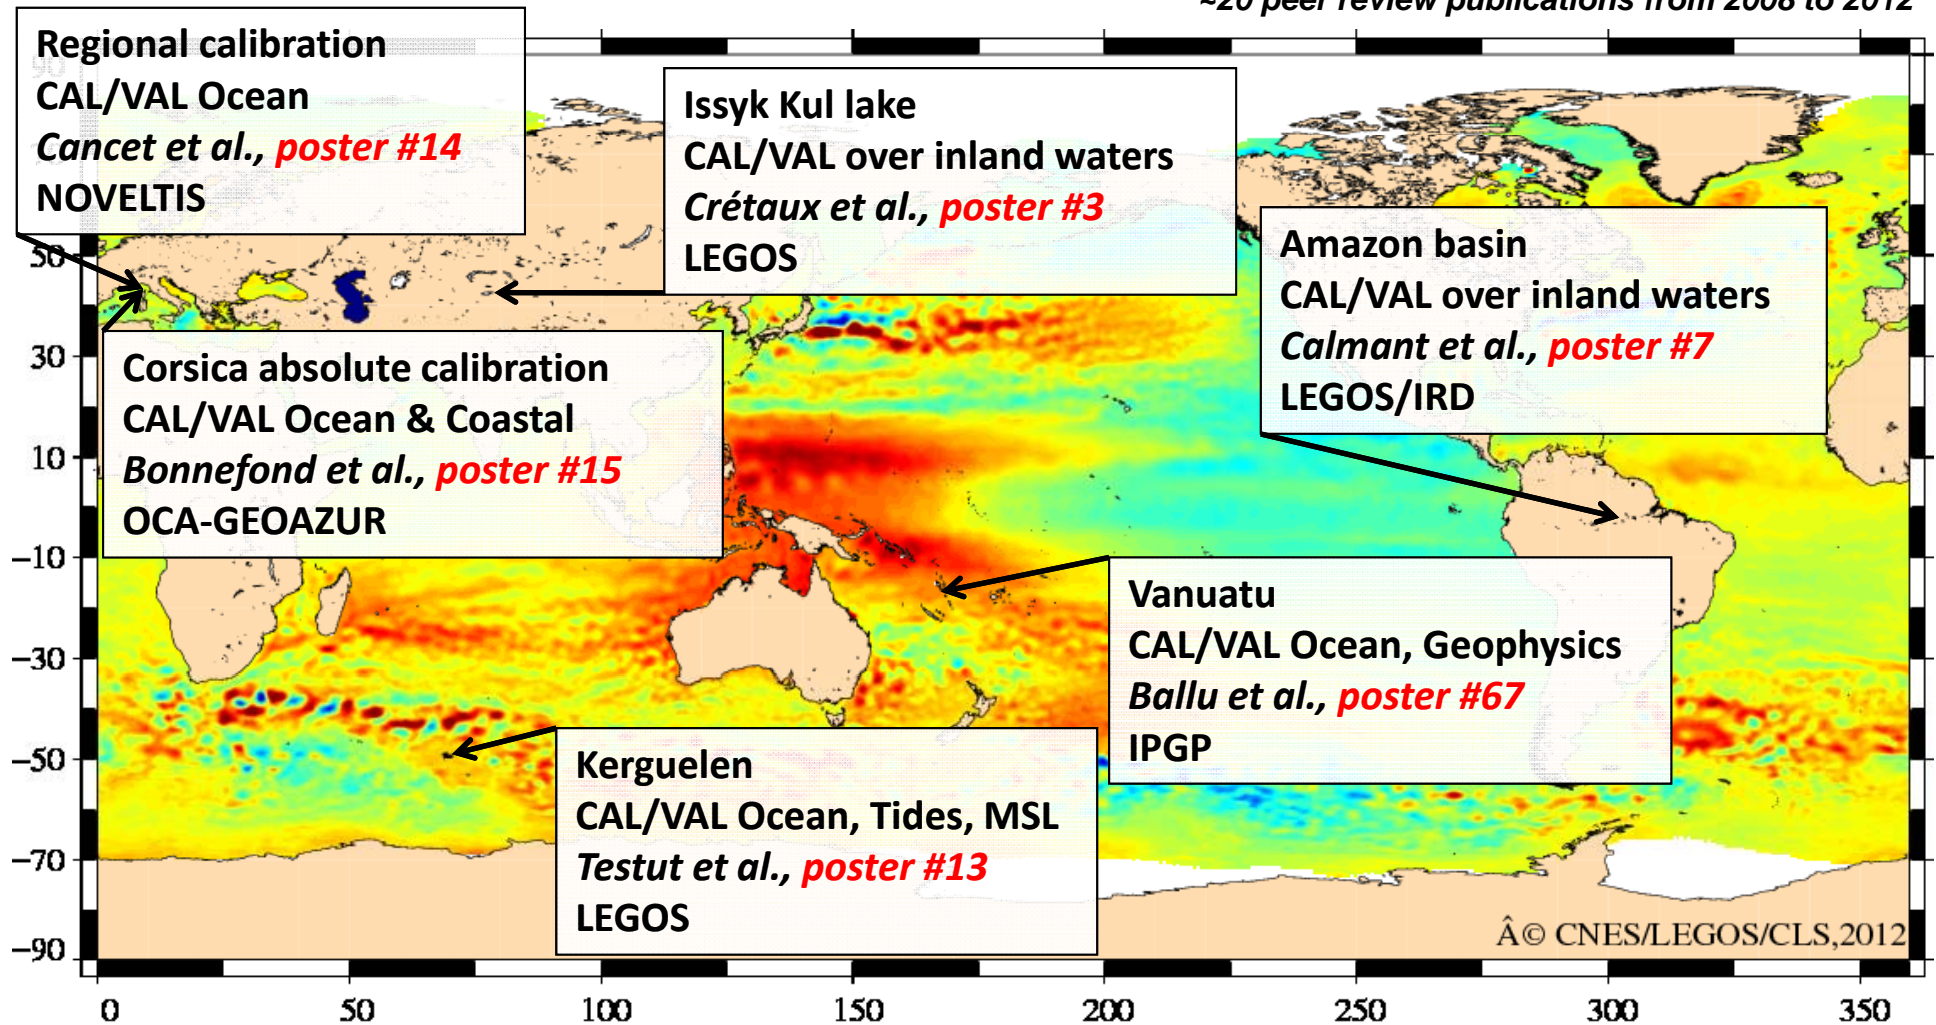 ~20 peer review publications from 2008 to 2012
Regional calibration
CAL/VAL Ocean
Cancet et al., poster #14
NOVELTIS
Issyk Kul lake
CAL/VAL over inland waters
Crétaux et al., poster #3
LEGOS
Amazon basin
CAL/VAL over inland waters
Calmant et al., poster #7
LEGOS/IRD
Corsica absolute calibration
CAL/VAL Ocean & Coastal
Bonnefond et al., poster #15
OCA-GEOAZUR
Vanuatu
CAL/VAL Ocean, Geophysics
Ballu et al., poster #67
IPGP
Kerguelen
CAL/VAL Ocean, Tides, MSL
Testut et al., poster #13
LEGOS
Â© CNES/LEGOS/CLS,2012
90
50
30
10
−10
−30
−50
−70
−90
0 50 100 150 200 250 300 350